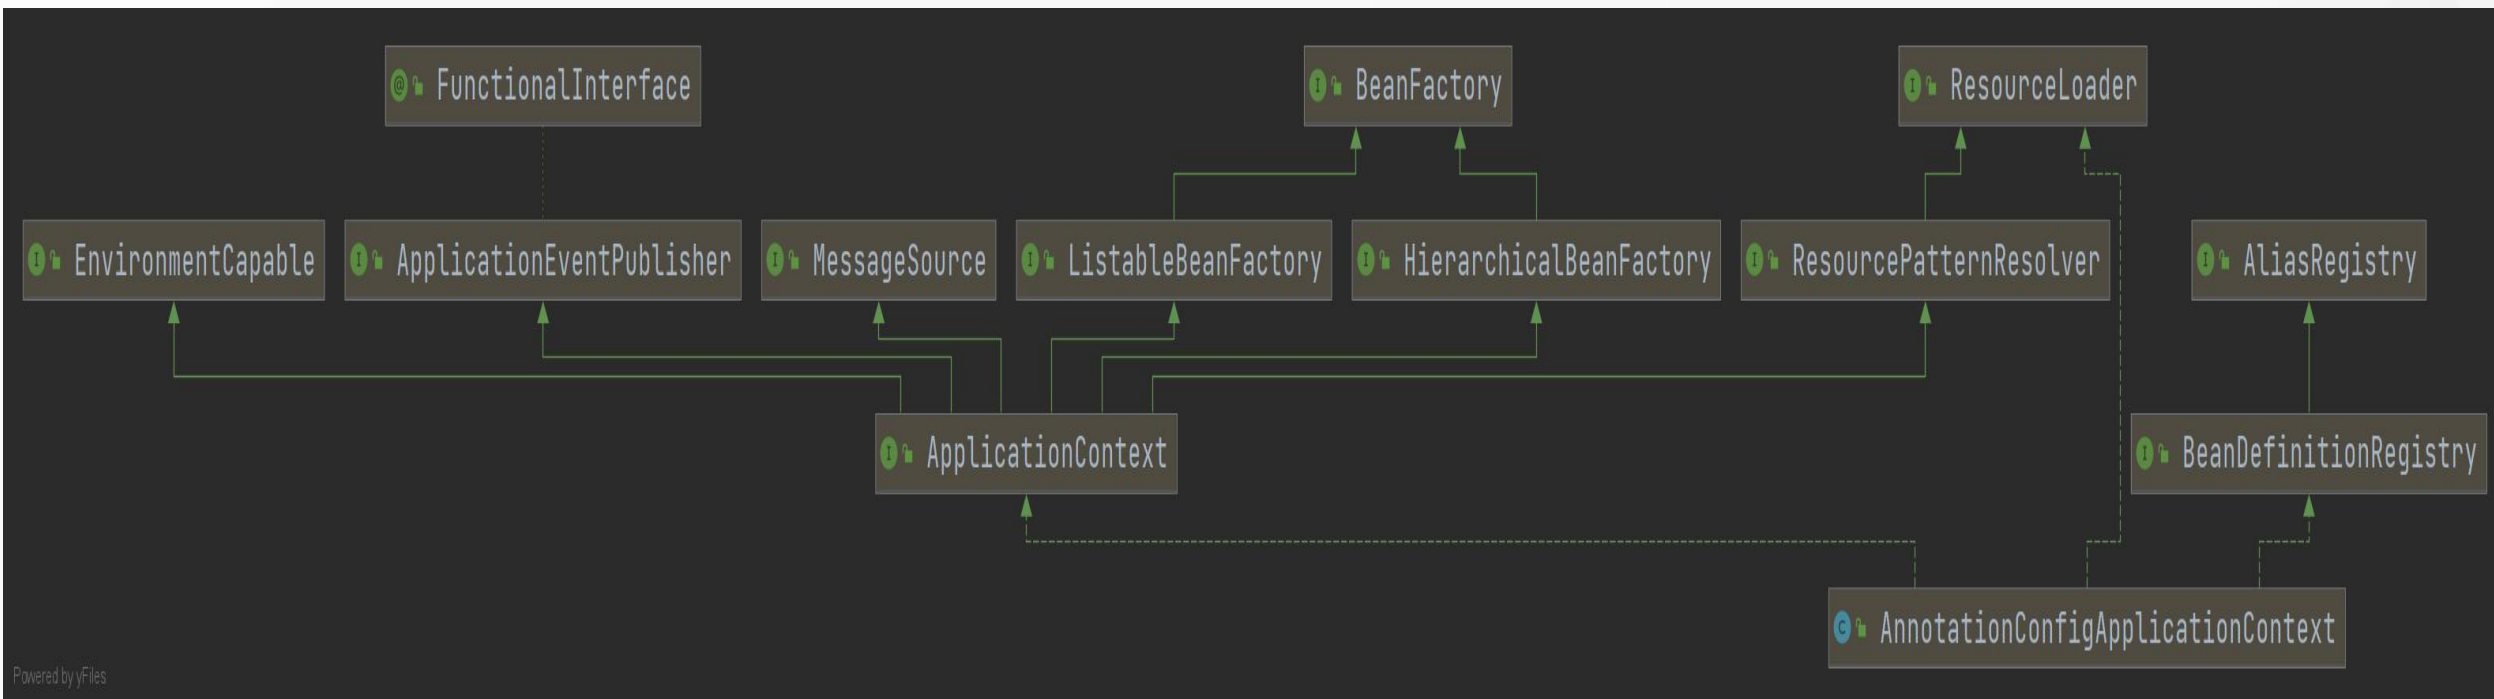 FunctionalInterface
BeanFactory
ResourceLoader
EnvironmentCapable
ApplicationEventPublisher
MessageSource
ListableBeanFactory
HierarchicalBeanFactory
ResourcePatternResolver
AliasRegistry
ApplicationContext
BeanDefinitionRegistry
AnnotationConfigApplicationContext
Powered by yFiles